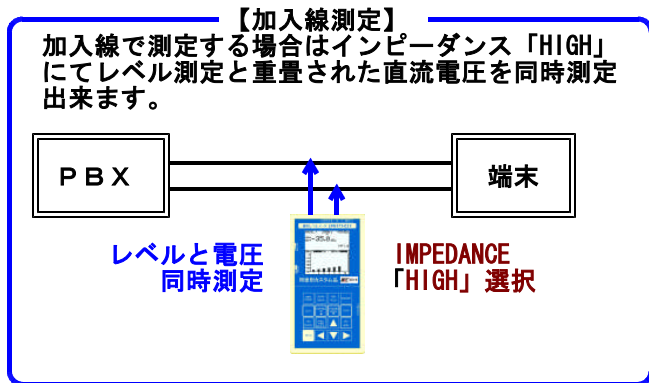 【加入線測定】
加入線で測定する場合はインピーダンス「HIGH」
にてレベル測定と重畳された直流電圧を同時測定
出来ます。
ＰＢＸ
端末
レベルと電圧
同時測定
IMPEDANCE
「HIGH」選択